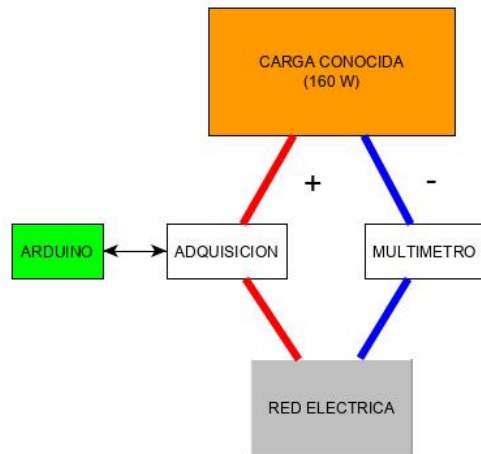 CARGA CONOCIDA
(160 W)
+
-
ARDUINO
ADQUISICION
MULTIMETRO
RED ELECTRICA